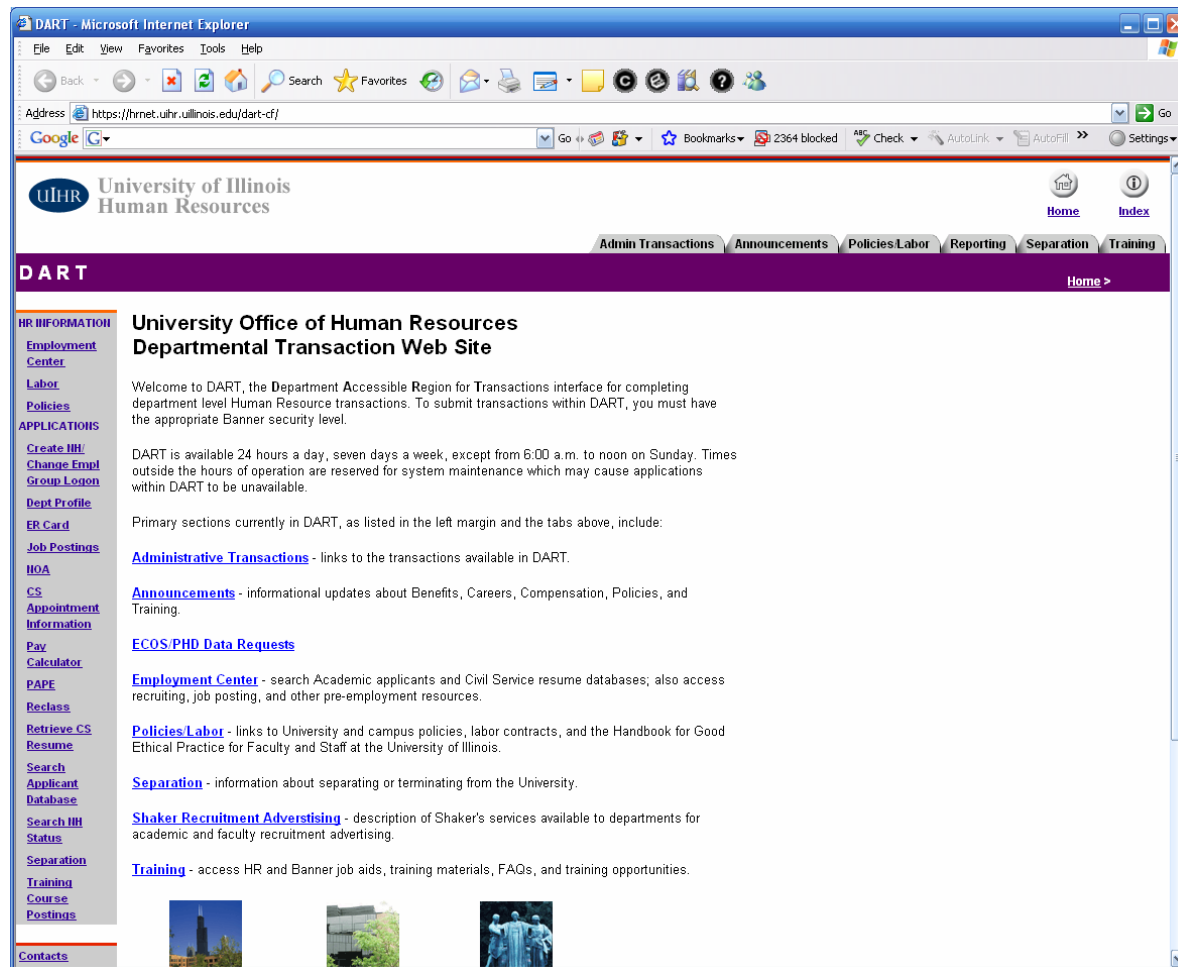 DART - Microsoft Internet Explorer
File Edit View Favorites Tools Help
Back Search Favorites
Address https://hrnet.uihr.uillinois.edu/dart-cf/ Go
Google G Go Bookmarks 2364 blocked ABC Check AutoLink AutoFill Settings
UIHR University of Illinois
Human Resources
Home Index
Admin Transactions Announcements Policies/Labor Reporting Separation Training
DART
Home >
HR INFORMATION
Employment
Center
Labor
Policies
APPLICATIONS
Create NH/
Change Empl
Group Logon
Dept Profile
ER Card
Job Postings
NOA
CS
Appointment
Information
Pay
Calculator
PAPE
Reclass
Retrieve CS
Resume
Search
Applicant
Database
Search NH
Status
Separation
Training
Course
Postings
Contacts
University Office of Human Resources
Departmental Transaction Web Site
Welcome to DART, the Department Accessible Region for Transactions interface for completing
department level Human Resource transactions. To submit transactions within DART, you must have
the appropriate Banner security level.
DART is available 24 hours a day, seven days a week, except from 6:00 a.m. to noon on Sunday. Times
outside the hours of operation are reserved for system maintenance which may cause applications
within DART to be unavailable.
Primary sections currently in DART, as listed in the left margin and the tabs above, include:
Administrative Transactions - links to the transactions available in DART.
Announcements - informational updates about Benefits, Careers, Compensation, Policies, and
Training.
ECOS/PHD Data Requests
Employment Center - search Academic applicants and Civil Service resume databases; also access
recruiting, job posting, and other pre-employment resources.
Policies/Labor - links to University and campus policies, labor contracts, and the Handbook for Good
Ethical Practice for Faculty and Staff at the University of Illinois.
Separation - information about separating or terminating from the University.
Shaker Recruitment Adverstising - description of Shaker's services available to departments for
academic and faculty recruitment advertising.
Training - access HR and Banner job aids, training materials, FAQs, and training opportunities.